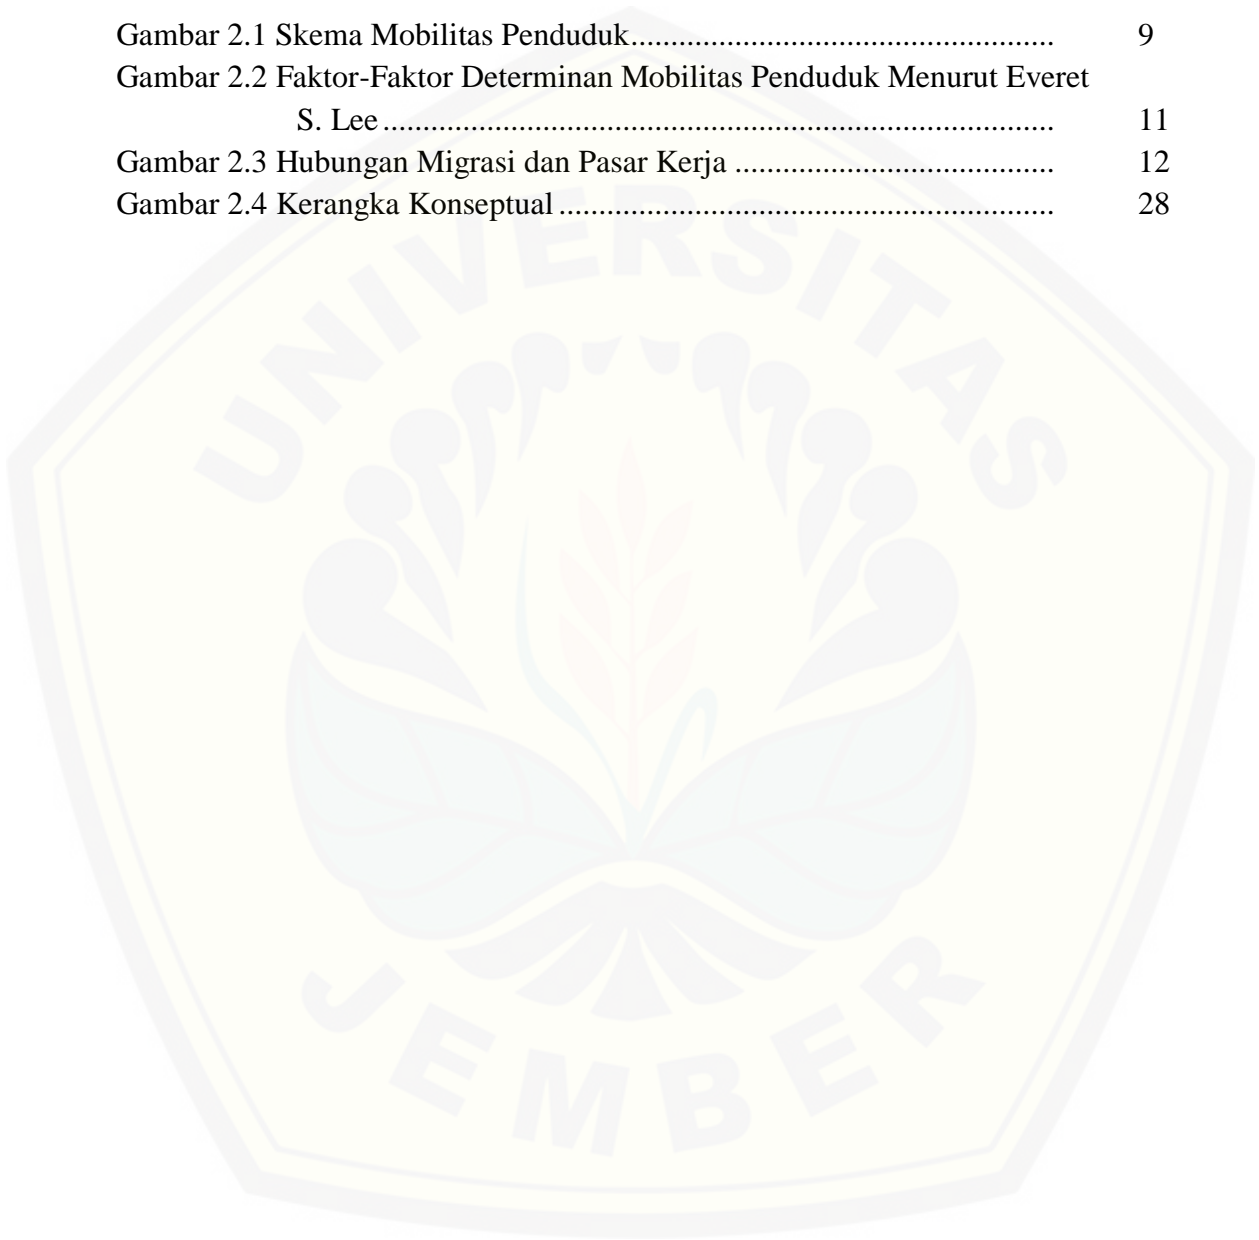 Gambar 2.1 Skema Mobilitas Penduduk..................................................... 9
Gambar 2.2 Faktor-Faktor Determinan Mobilitas Penduduk Menurut Everet
S. Lee .................................................................................... 11
Gambar 2.3 Hubungan Migrasi dan Pasar Kerja ........................................ 12
Gambar 2.4 Kerangka Konseptual .............................................................. 28
UNIVERSITAS
JEMBER